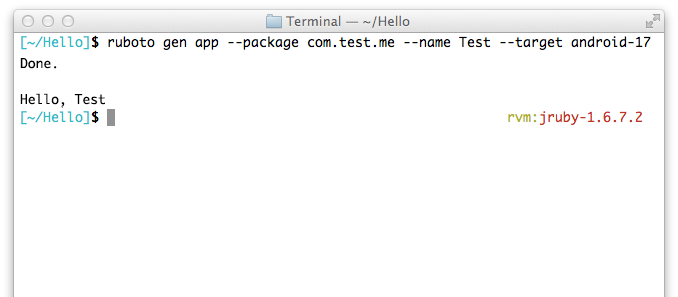 Terminal — ~/Hello
[~/Hello]$ ruboto gen app --package com.test.me --name Test --target android-17
Done.
Hello, Test
[~/Hello]$ rvm:jruby-1.6.7.2